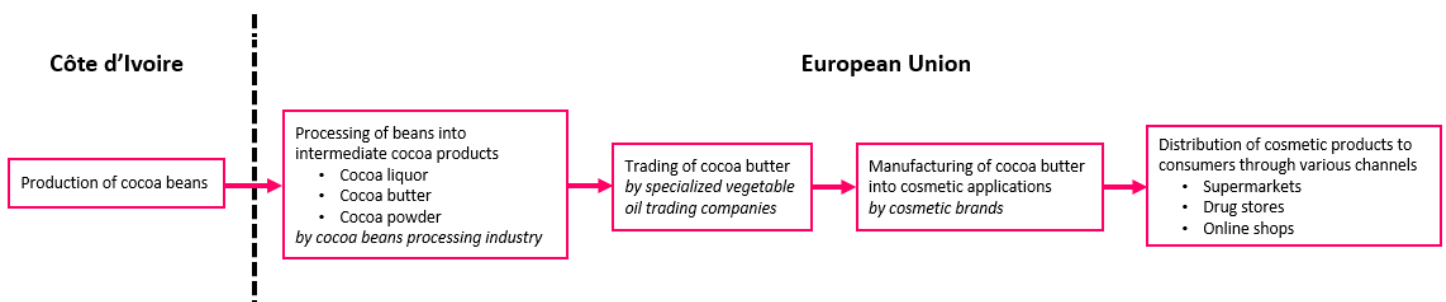 Côte d’Ivoire
European Union
Production of cocoa beans
Processing of beans into
intermediate cocoa products
• Cocoa liquor
• Cocoa butter
• Cocoa powder
by cocoa beans processing industry
Trading of cocoa butter
by specialized vegetable
oil trading companies
Manufacturing of cocoa butter
into cosmetic applications
by cosmetic brands
Distribution of cosmetic products to
consumers through various channels
• Supermarkets
• Drug stores
• Online shops